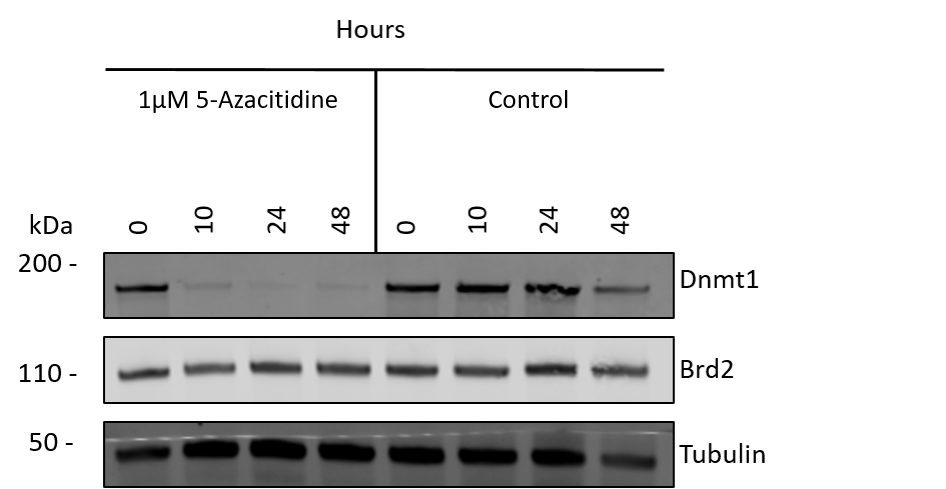 Hours
1µM 5-Azacitidine Control
kDa 0 10 24 48 0 10 24 48
200 - Dnmt1
110 - Brd2
50 - Tubulin